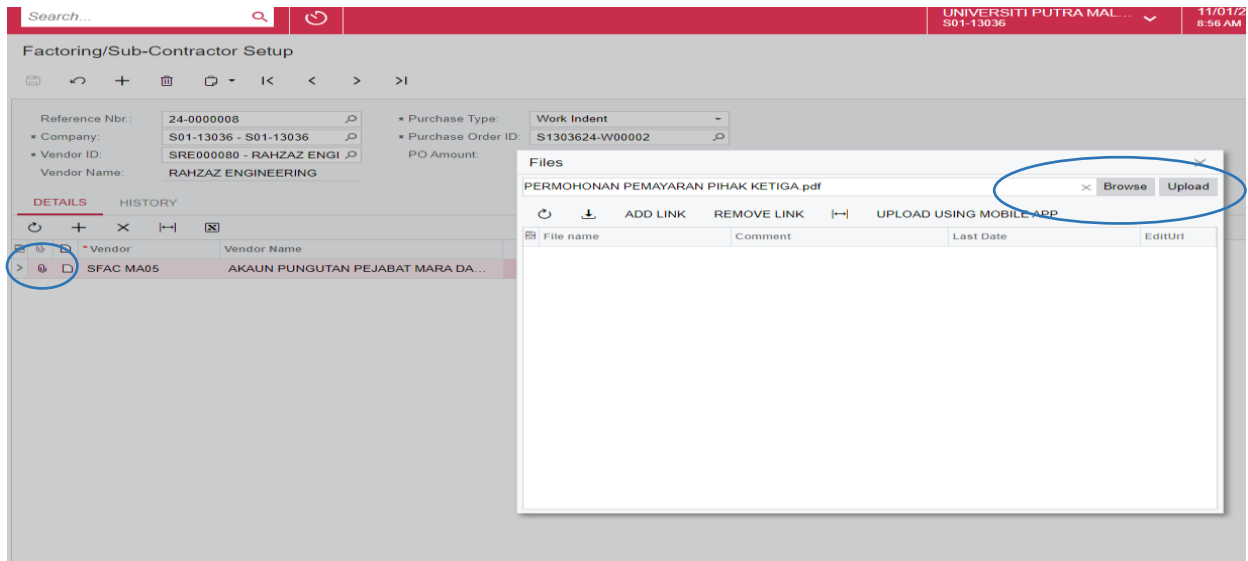 Search...
UNIVERSITI PUTRA MAL...
S01-13036
11/01/2
8:56 AM
Factoring/Sub-Contractor Setup
Reference Nbr.: 24-0000008
* Purchase Type: Work Indent
* Company: S01-13036 - S01-13036
* Purchase Order ID: S1303624-W00002
* Vendor ID: SRE000080 - RAHZAZ ENGI
PO Amount:
Vendor Name: RAHZAZ ENGINEERING
DETAILS HISTORY
* Vendor Vendor Name
SFAC MA05 AKAUN PUNGUTAN PEJABAT MARA DA...
Files
PERMOHONAN PEMAYARAN PIHAK KETIGA.pdf Browse Upload
ADD LINK REMOVE LINK UPLOAD USING MOBILE APP
File name Comment Last Date EditUrl